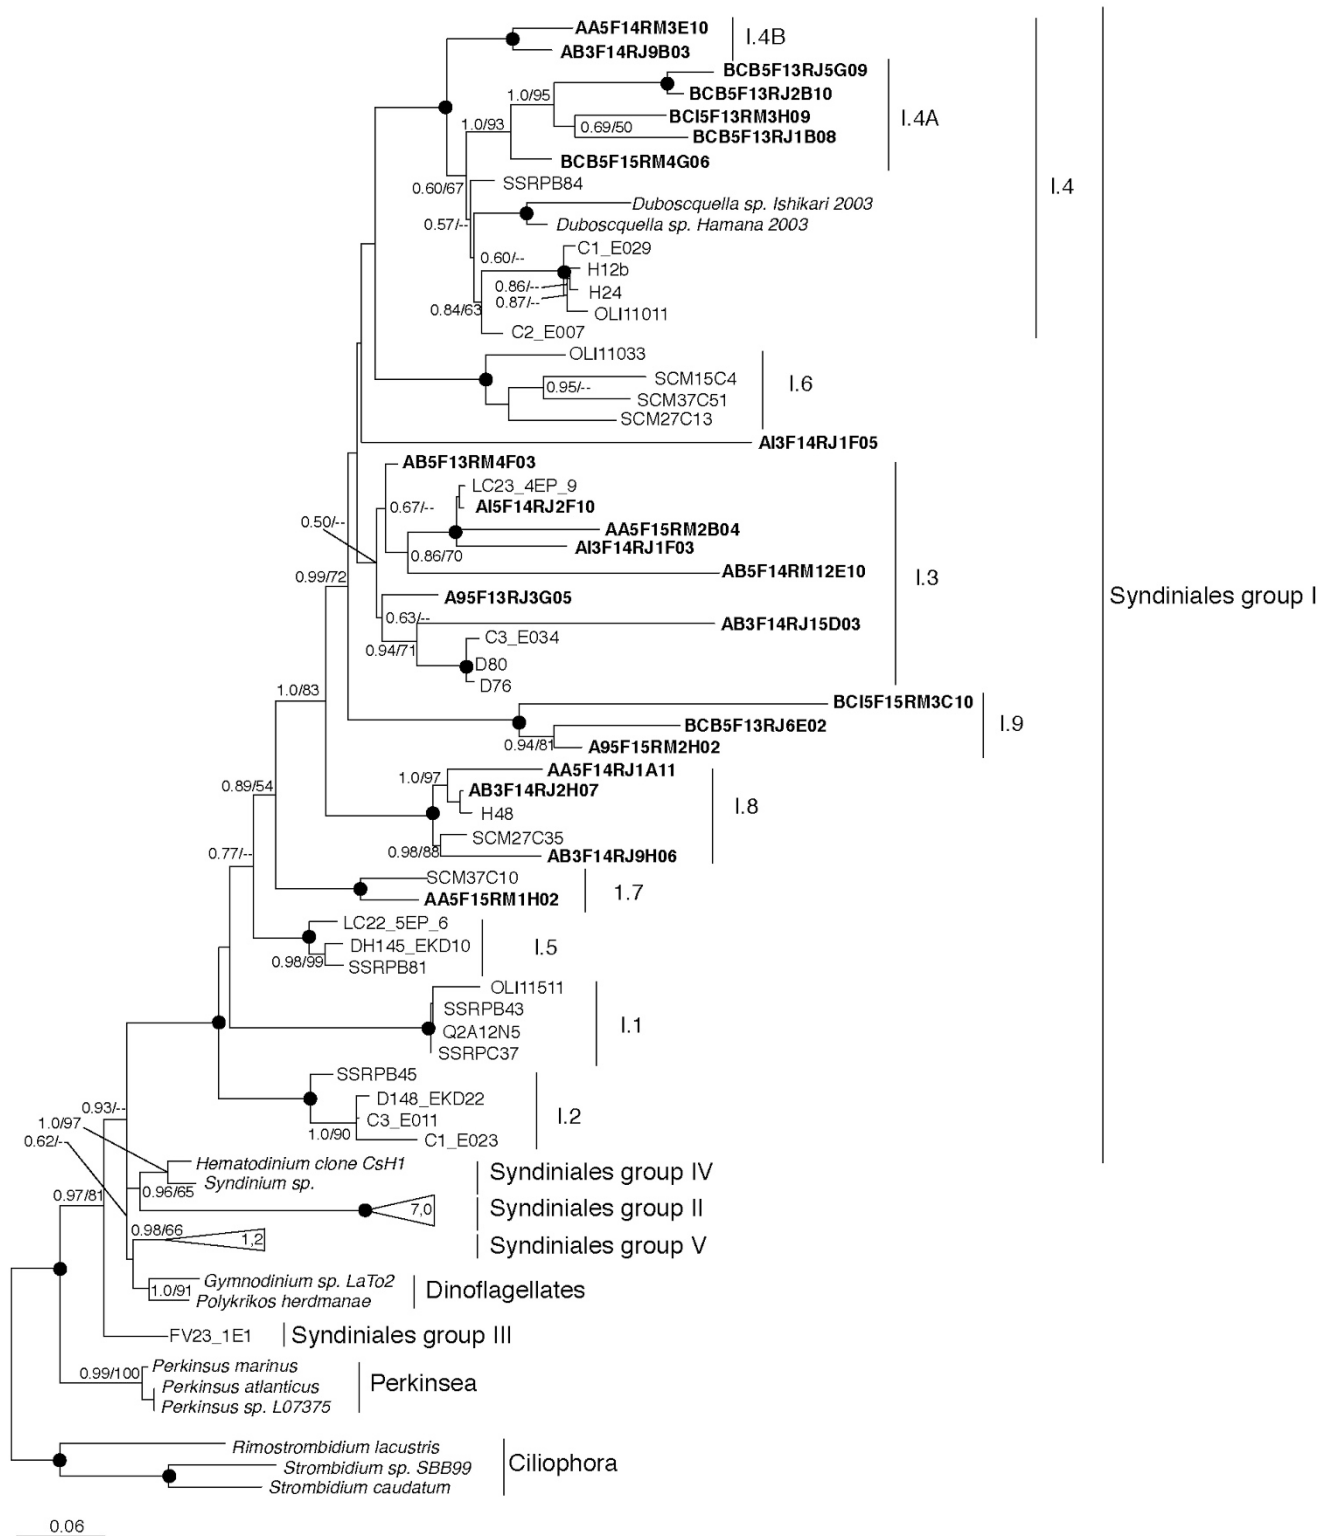 AA5F14RM3E10
AB3F14RJ9B03
I.4B
BCB5F13RJ5G09
BCB5F13RJ2B10
1.0/95
BCI5F13RM3H09
0.69/50
BCB5F13RJ1B08
1.0/93
BCB5F15RM4G06
I.4A
0.60/67
SSRPB84
I.4
Duboscquella sp. Ishikari 2003
Duboscquella sp. Hamana 2003
0.57/--
C1_E029
0.60/--
H12b
0.86/--
H24
0.87/--
OLI11011
0.84/63
C2_E007
OLI11033
SCM15C4
0.95/--
SCM37C51
SCM27C13
I.6
AI3F14RJ1F05
AB5F13RM4F03
LC23_4EP_9
0.67/--
AI5F14RJ2F10
0.50/--
AA5F15RM2B04
AI3F14RJ1F03
0.86/70
AB5F14RM12E10
I.3
0.99/72
A95F13RJ3G05
0.63/--
AB3F14RJ15D03
C3_E034
0.94/71
D80
D76
Syndiniales group I
1.0/83
BCI5F15RM3C10
BCB5F13RJ6E02
0.94/81
A95F15RM2H02
I.9
AA5F14RJ1A11
1.0/97
AB3F14RJ2H07
H48
SCM27C35
0.98/88
AB3F14RJ9H06
I.8
0.89/54
0.77/--
SCM37C10
AA5F15RM1H02
1.7
LC22_5EP_6
DH145_EKD10
0.98/99
SSRPB81
I.5
OLI11511
SSRPB43
Q2A12N5
SSRPC37
I.1
SSRPB45
D148_EKD22
C3_E011
1.0/90
C1_E023
I.2
0.93/--
1.0/97
0.62/--
Hematodinium clone CsH1
Syndinium sp.
Syndiniales group IV
0.96/65
0.97/81
7,0
Syndiniales group II
0.98/66
1,2
Syndiniales group V
Gymnodinium sp. LaTo2
1.0/91
Polykrikos herdmanae
Dinoflagellates
FV23_1E1
Syndiniales group III
0.99/100
Perkinsus marinus
Perkinsus atlanticus
Perkinsus sp. L07375
Perkinsea
Rimostrombidium lacustris
Strombidium sp. SBB99
Strombidium caudatum
Ciliophora
0.06